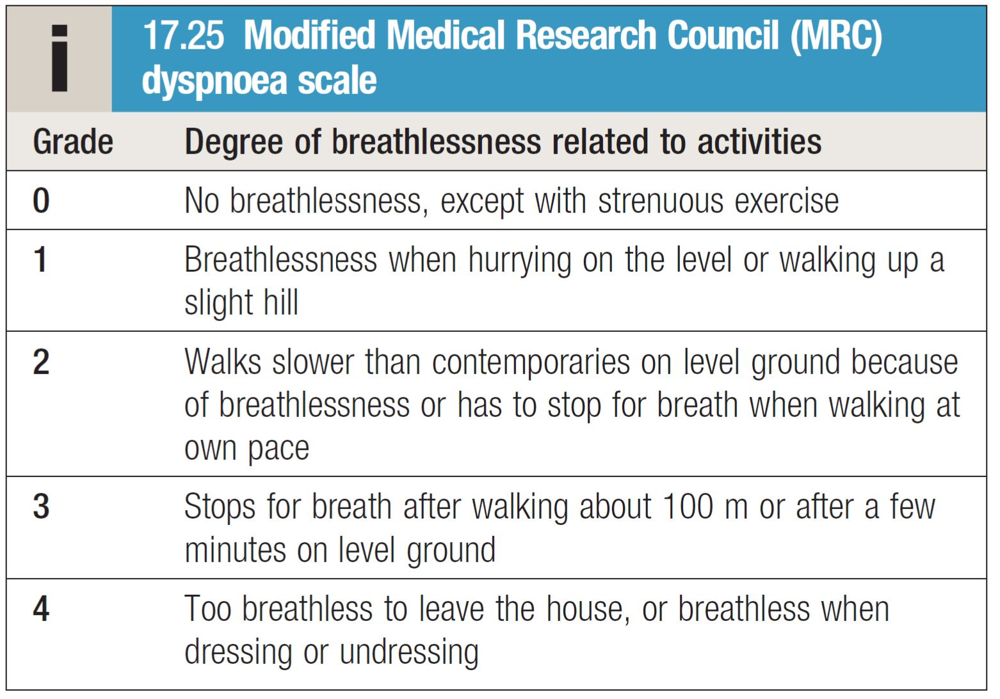 i
17.25 Modified Medical Research Council (MRC)
dyspnoea scale
Grade Degree of breathlessness related to activities
0 No breathlessness, except with strenuous exercise
1 Breathlessness when hurrying on the level or walking up a
slight hill
2 Walks slower than contemporaries on level ground because
of breathlessness or has to stop for breath when walking at
own pace
3 Stops for breath after walking about 100 m or after a few
minutes on level ground
4 Too breathless to leave the house, or breathless when
dressing or undressing